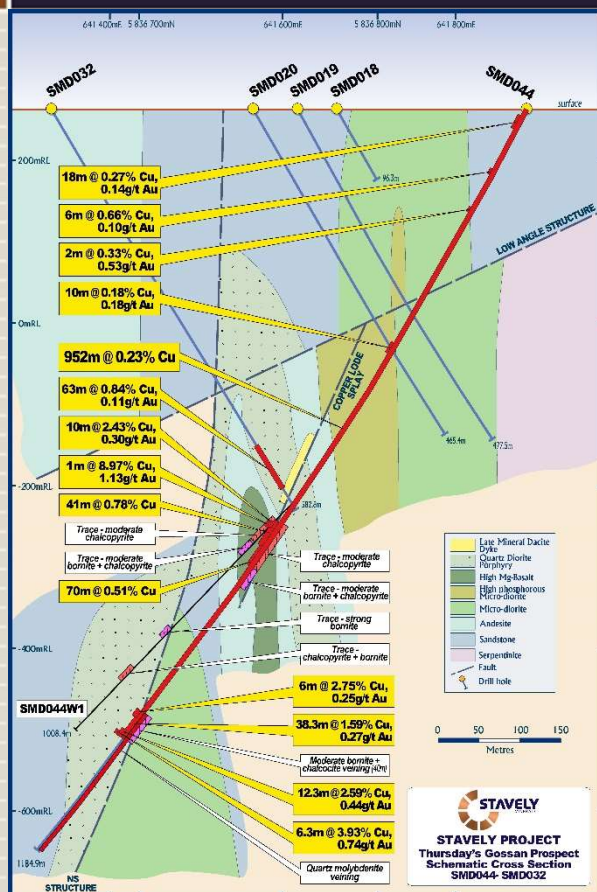 641 400mE
5 836 700mN
641 600mE
5 836 800mN
641 800mE
SMD032
SMD020
SMD019
SMD018
SMD044
surface
200mRL
96.3m
18m @ 0.27% Cu,
0.14g/t Au
6m @ 0.66% Cu,
0.10g/t Au
2m @ 0.33% Cu,
0.53g/t Au
LOW ANGLE STRUCTURE
10m @ 0.18% Cu,
0.18g/t Au
0mRL
952m @ 0.23% Cu
COPPER LODE
SPLAY
63m @ 0.84% Cu,
0.11g/t Au
10m @ 2.43% Cu,
0.30g/t Au
465.4m
477.5m
1m @ 8.97% Cu,
1.13g/t Au
-200mRL
41m @ 0.78% Cu
Trace - moderate
chalcopyrite
Trace - moderate
bornite + chalcopyrite
Trace - moderate
chalcopyrite
70m @ 0.51% Cu
Trace - moderate
bornite + chalcopyrite
Trace - strong
bornite
-400mRL
Trace -
chalcopyrite + bornite
Late Mineral Dacite
Dyke
Quartz Diorite
Porphyry
High Mg-Basalt
High phosphorous
Micro-diorite
Micro-diorite
Andesite
Sandstone
Serpentinice
Fault
Drill hole
SMD044W1
1008.4m
6m @ 2.75% Cu,
0.25g/t Au
38.3m @ 1.59% Cu,
0.27g/t Au
0 50 100 150
Metres
Moderate bornite +
chalcocite veining (40m)
12.3m @ 2.59% Cu,
0.44g/t Au
-600mRL
6.3m @ 3.93% Cu,
0.74g/t Au
Quartz molybdenite
veining
1184.9m
NS
STRUCTURE
STAVELY
STAVELY PROJECT
Thursday's Gossan Prospect
Schematic Cross Section
SMD044- SMD032